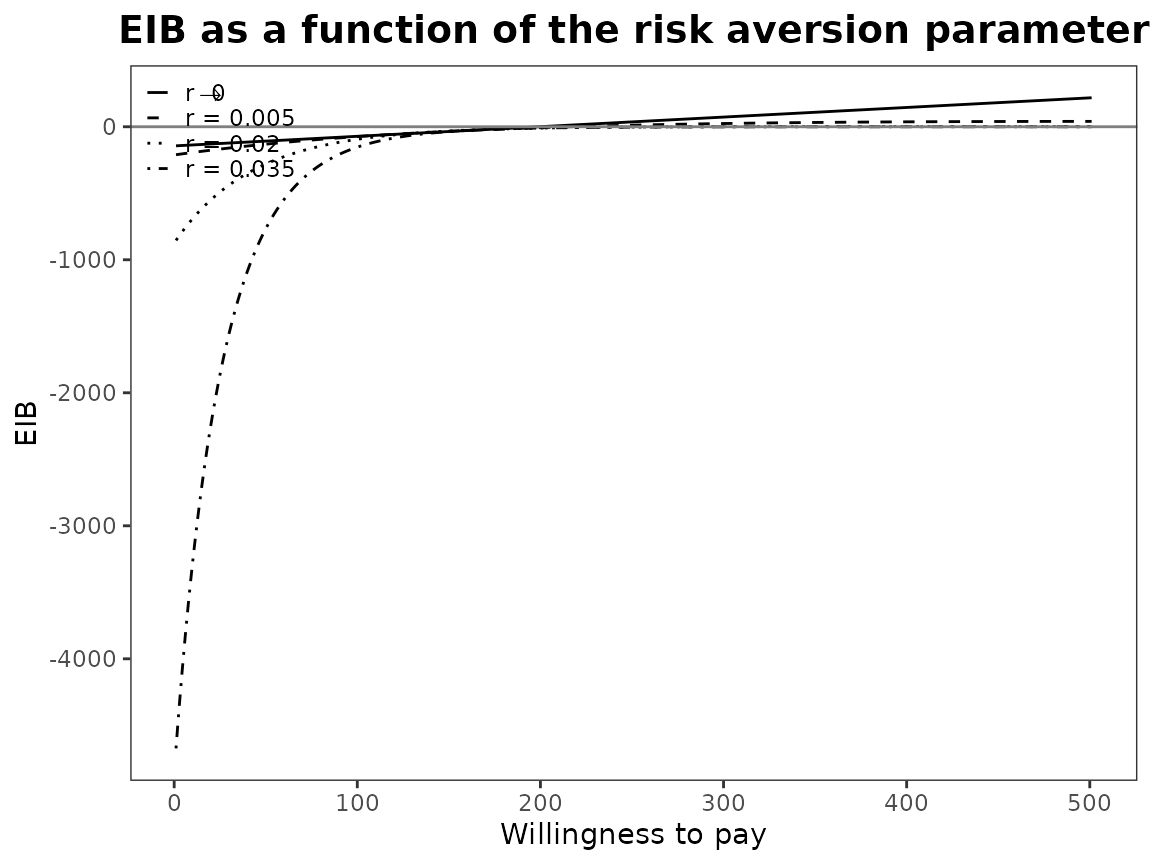 EIB as a function of the risk aversion parameter
r → 0
r = 0.005
r = 0.02
r = 0.035
0
-1000
-2000
-3000
-4000
EIB
0 100 200 300 400 500
Willingness to pay